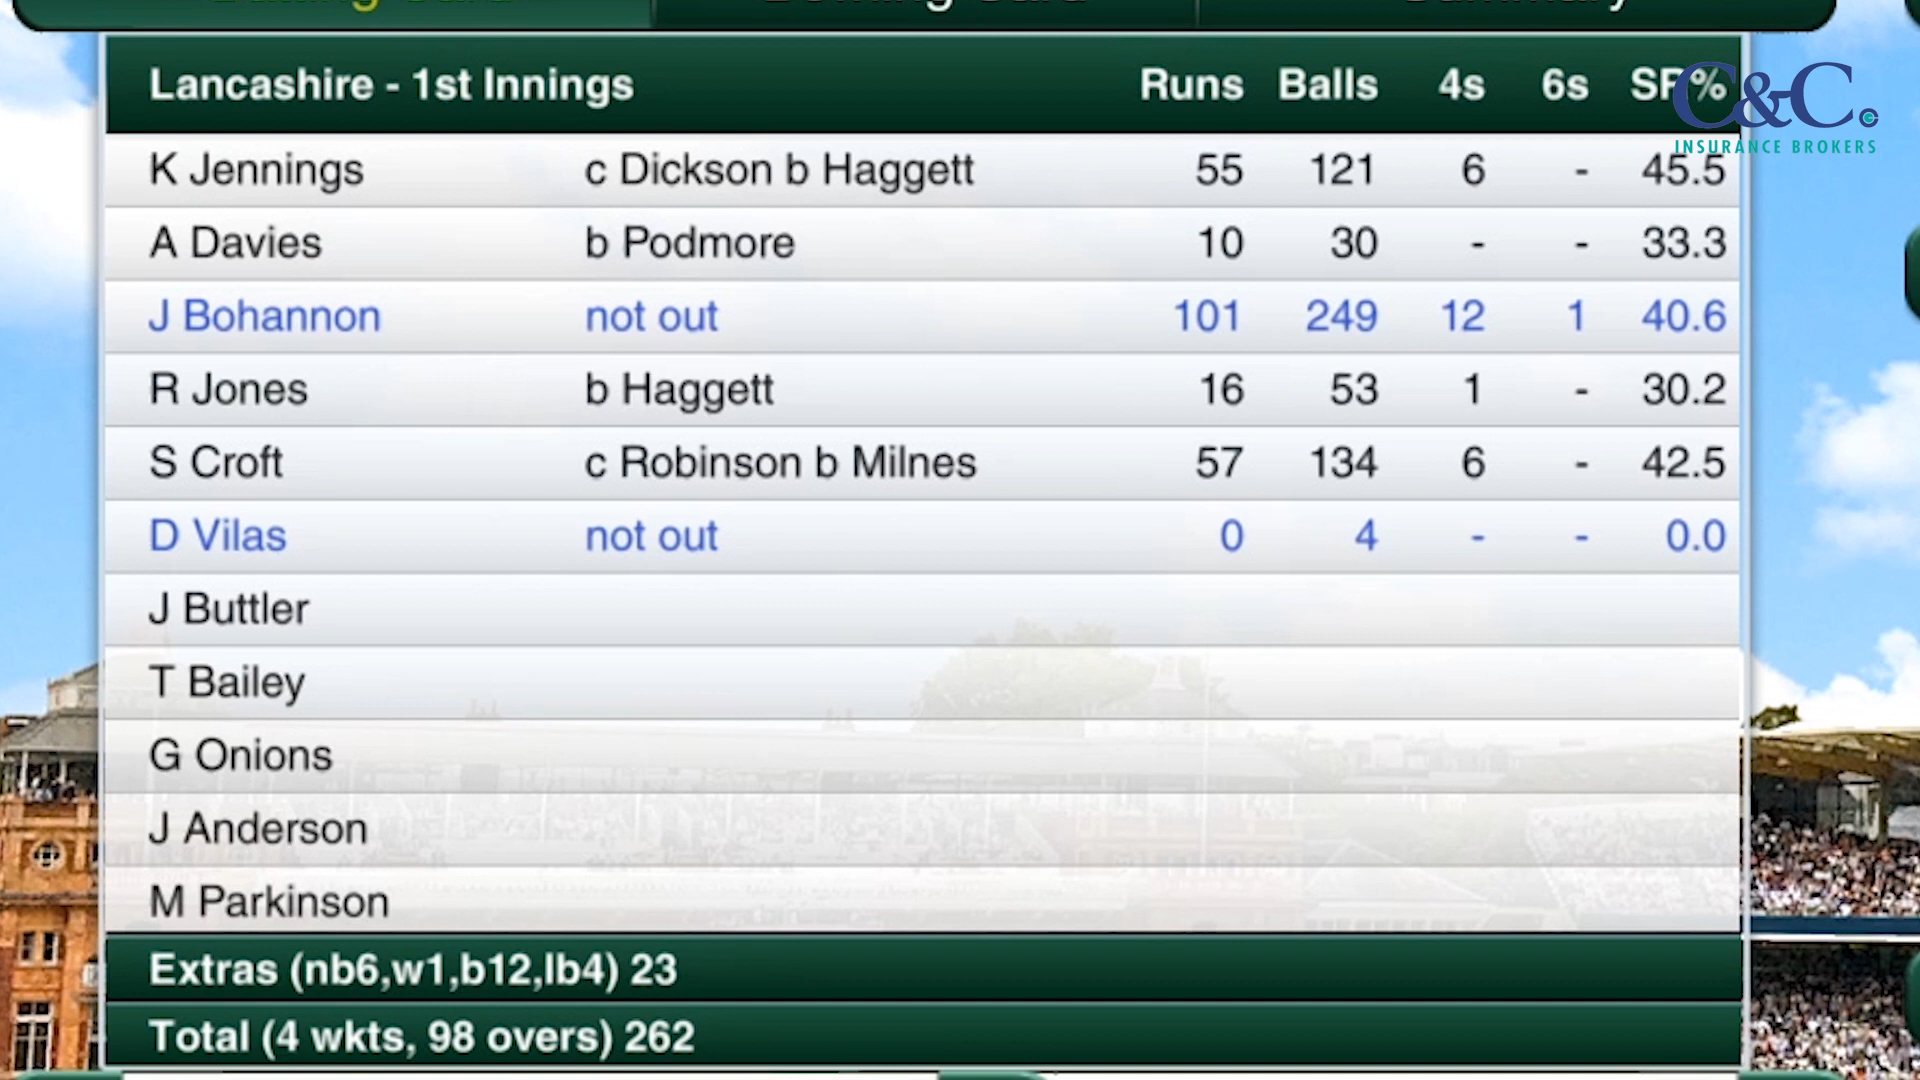 Lancashire - 1st Innings Runs Balls 4s 6s SR%
C&C.
INSURANCE BROKERS
K Jennings c Dickson b Haggett 55 121 6 - 45.5
A Davies b Podmore 10 30 - - 33.3
J Bohannon not out 101 249 12 1 40.6
R Jones b Haggett 16 53 1 - 30.2
S Croft c Robinson b Milnes 57 134 6 - 42.5
D Vilas not out 0 4 - - 0.0
J Buttler
T Bailey
G Onions
J Anderson
M Parkinson
Extras (nb6,w1,b12,lb4) 23
Total (4 wkts, 98 overs) 262